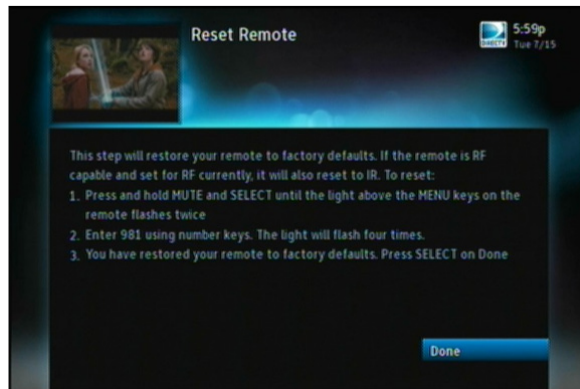 Reset Remote
5:59p
DIRECTV
Tue 7/15
This step will restore your remote to factory defaults. If the remote is RF
capable and set for RF currently, it will also reset to IR. To reset:
1. Press and hold MUTE and SELECT until the light above the MENU keys on the
remote flashes twice
2. Enter 981 using number keys. The light will flash four times.
3. You have restored your remote to factory defaults. Press SELECT on Done
Done